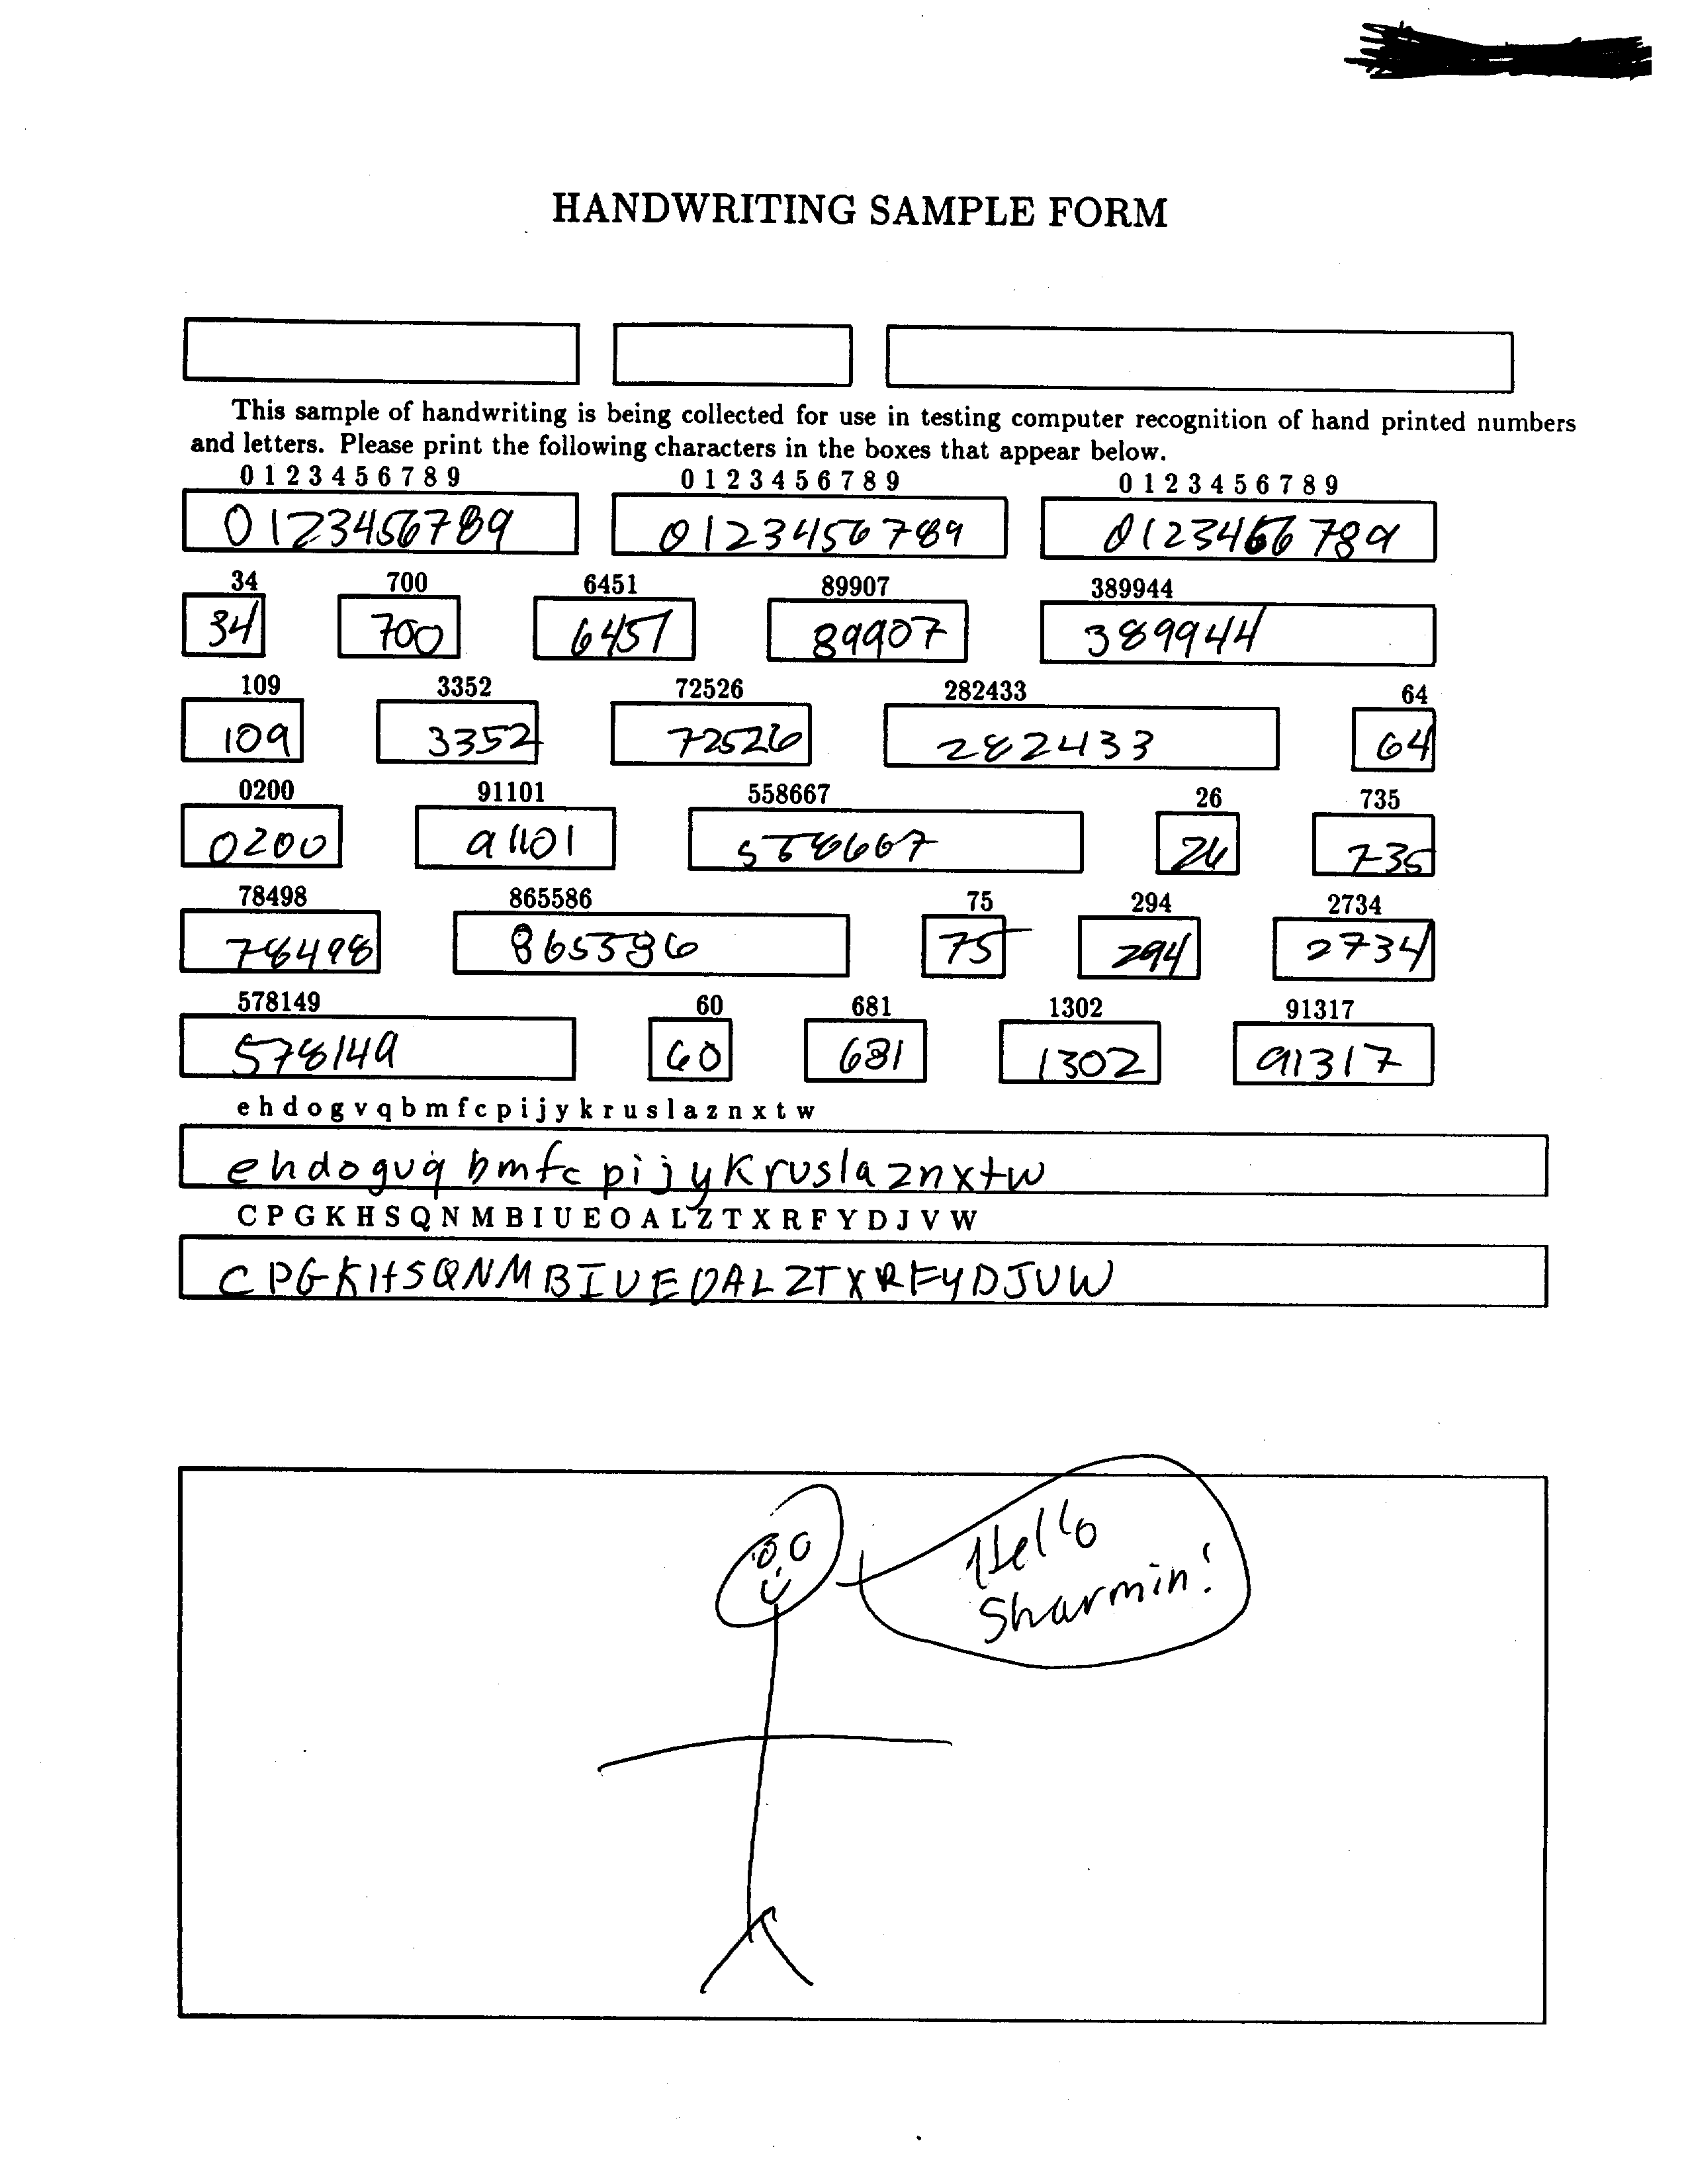 HANDWRITING SAMPLE FORM
This sample of handwriting is being collected for use in testing computer recognition of hand printed numbers
and letters. Please print the following characters in the boxes that appear below.
0 1 2 3 4 5 6 7 8 9 0 1 2 3 4 5 6 7 8 9 0 1 2 3 4 5 6 7 8 9
0123456789 0123456789 0123456789
34 700 6451 89907 389944
34 700 6451 89907 389944
109 3352 72526 282433 64
109 3352 72526 282433 64
0200 91101 558667 26 735
0200 91101 558667 26 735
78498 865586 75 294 2734
78498 865586 75 294 2734
578149 60 681 1302 91317
578149 60 681 1302 91317
e h d o g v q b m f c p i j y k r u s l a z n x t w
ehdogvqbmfcpijyKruslaznxtw
C P G K H S Q N M B I U E O A L Z T X R F Y D J V W
CPGKHSQNMBIUEOALZTXRFYDJVW
Hello
Sharmin!